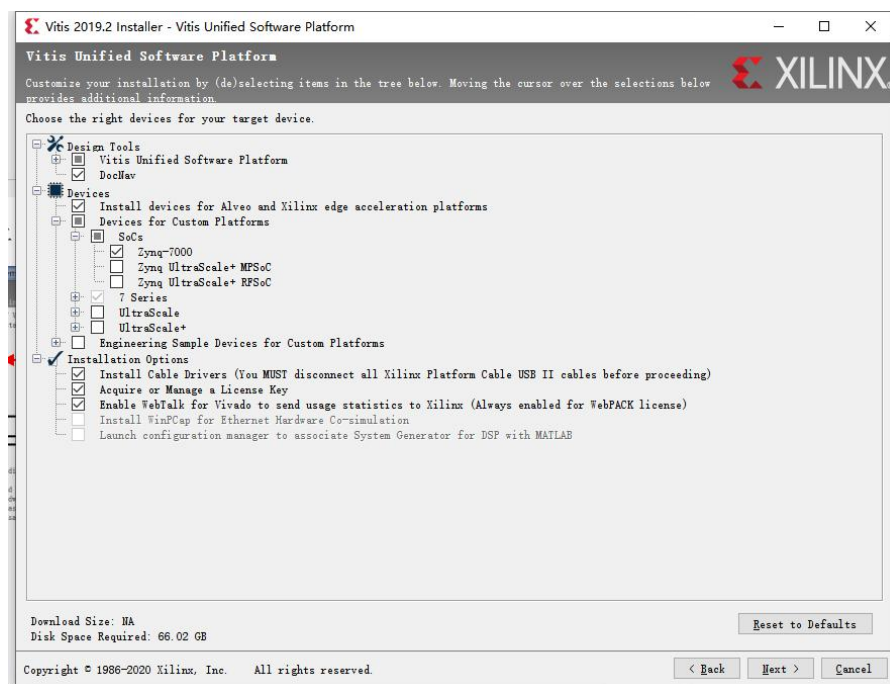 Vitis 2019.2 Installer - Vitis Unified Software Platform
Vitis Unified Software Platform
Customize your installation by (de)selecting items in the tree below. Moving the cursor over the selections below
provides additional information.
XILINX
Choose the right devices for your target device.
Design Tools
Vitis Unified Software Platform
DocNav
Devices
Install devices for Alveo and Xilinx edge acceleration platforms
Devices for Custom Platforms
SoCs
Zynq-7000
Zynq UltraScale+ MPSoC
Zynq UltraScale+ RFSoC
7 Series
UltraScale
UltraScale+
Engineering Sample Devices for Custom Platforms
Installation Options
Install Cable Drivers (You MUST disconnect all Xilinx Platform Cable USB II cables before proceeding)
Acquire or Manage a License Key
Enable WebTalk for Vivado to send usage statistics to Xilinx (Always enabled for WebPACK license)
Install WinPCap for Ethernet Hardware Co-simulation
Launch configuration manager to associate System Generator for DSP with MATLAB
Download Size: NA
Disk Space Required: 66.02 GB
Reset to Defaults
Copyright © 1986-2020 Xilinx, Inc. All rights reserved.
< Back
Next >
Cancel